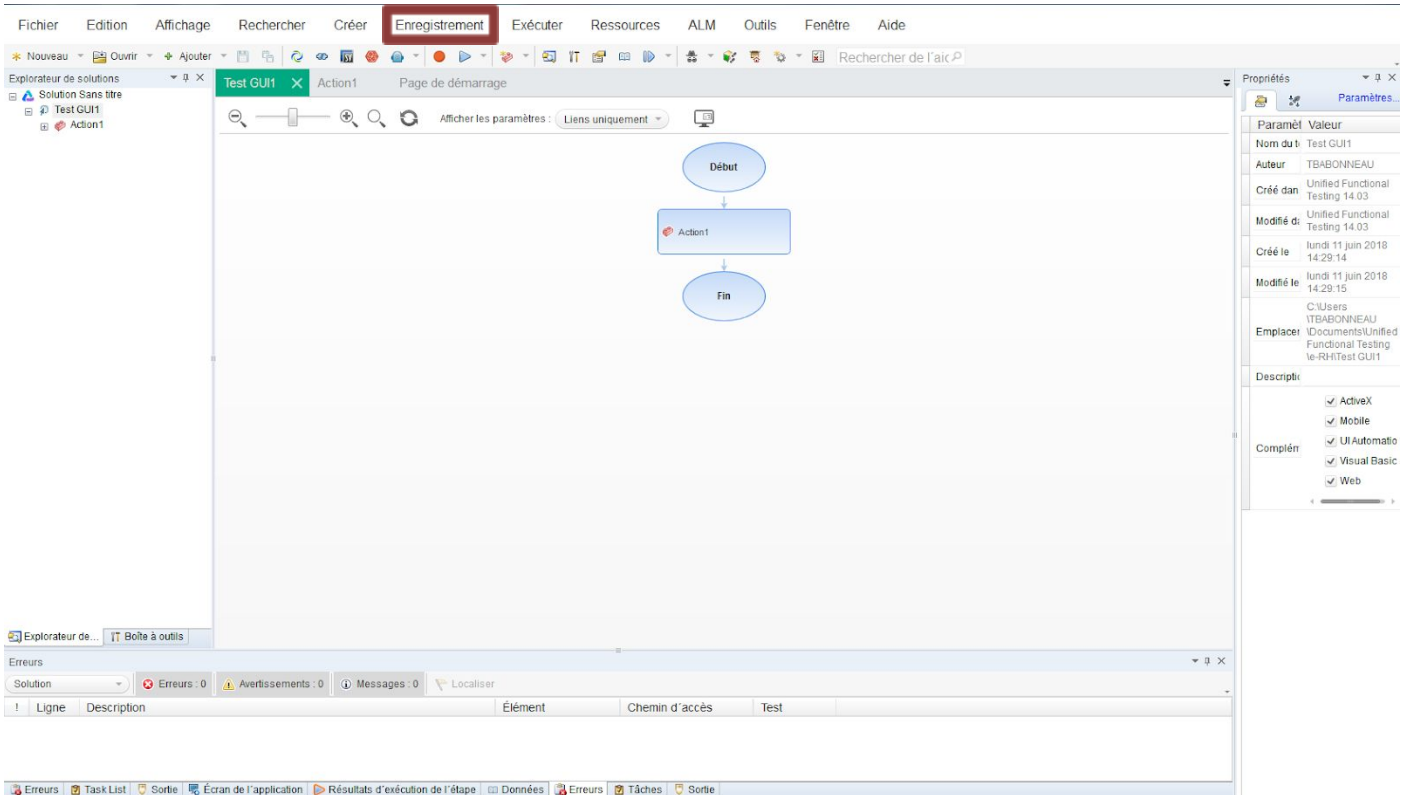 Fichier Edition Affichage Rechercher Créer Enregistrement Exécuter Ressources ALM Outils Fenêtre Aide
Nouveau Ouvrir Ajouter Rechercher de l'aic
Explorateur de solutions
Solution Sans titre
Test GUI1
Action1
Test GUI1 Action1 Page de démarrage
Afficher les paramètres : Liens uniquement
Début
Action1
Fin
Propriétés
Paramètres...
Paramèt Valeur
Nom du t Test GUI1
Auteur TBABONNEAU
Créé dan Unified Functional
Testing 14.03
Modifié da Unified Functional
Testing 14.03
Créé le lundi 11 juin 2018
14:29:14
Modifié le lundi 11 juin 2018
14:29:15
Emplacer C:\Users
\TBABONNEAU
\Documents\Unified
Functional Testing
\e-RH\Test GUI1
Descriptic
Complém
ActiveX
Mobile
UI Automatio
Visual Basic
Web
Explorateur de... Boîte à outils
Erreurs
Solution Erreurs : 0 Avertissements : 0 Messages : 0 Localiser
! Ligne Description Élément Chemin d'accès Test
Erreurs Task List Sortie Écran de l'application Résultats d'exécution de l'étape Données Erreurs Tâches Sortie